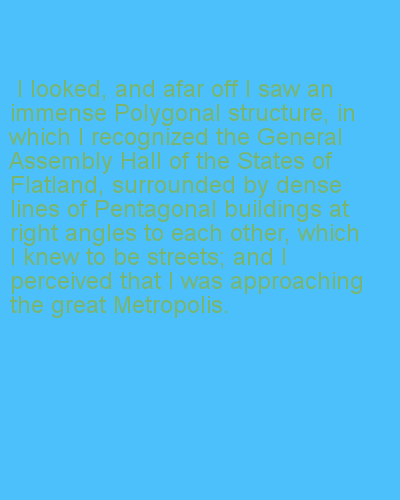 I looked, and afar off I saw an
immense Polygonal structure, in
which I recognized the General
Assembly Hall of the States of
Flatland, surrounded by dense
lines of Pentagonal buildings at
right angles to each other, which
I knew to be streets; and I
perceived that I was approaching
the great Metropolis.